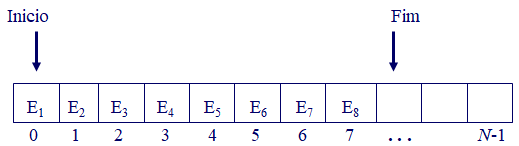 Inicio Fim
E₁ E₂ E₃ E₄ E₅ E₆ E₇ E₈
0 1 2 3 4 5 6 7 ... N-1